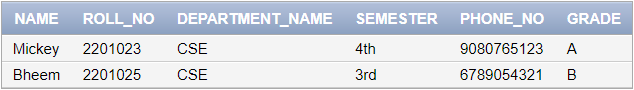 NAME ROLL_NO DEPARTMENT_NAME SEMESTER PHONE_NO GRADE
Mickey 2201023 CSE 4th 9080765123 A
Bheem 2201025 CSE 3rd 6789054321 B